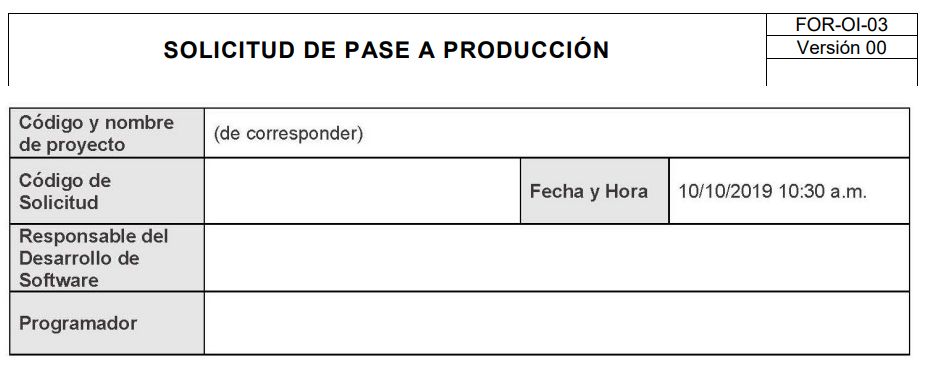 SOLICITUD DE PASE A PRODUCCIÓN
FOR-OI-03
Versión 00
Código y nombre
de proyecto
(de corresponder)
Código de
Solicitud
Fecha y Hora
10/10/2019 10:30 a.m.
Responsable del
Desarrollo de
Software
Programador